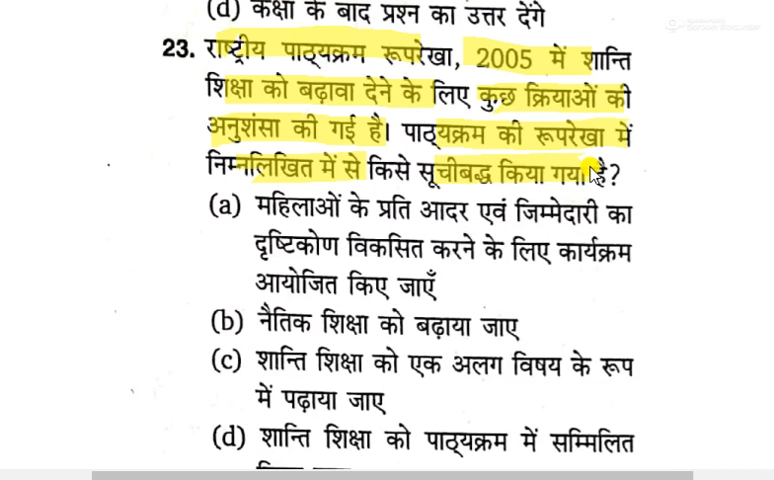 (d) कक्षा के बाद प्रश्न का उत्तर देंगे
23. राष्ट्रीय पाठ्यक्रम रूपरेखा, 2005 में शान्ति
शिक्षा को बढ़ावा देने के लिए कुछ क्रियाओं की
अनुशंसा की गई है। पाठ्यक्रम की रूपरेखा में
निम्नलिखित में से किसे सूचीबद्ध किया गया है?
(a) महिलाओं के प्रति आदर एवं जिम्मेदारी का
दृष्टिकोण विकसित करने के लिए कार्यक्रम
आयोजित किए जाएँ
(b) नैतिक शिक्षा को बढ़ाया जाए
(c) शान्ति शिक्षा को एक अलग विषय के रूप
में पढ़ाया जाए
(d) शान्ति शिक्षा को पाठ्यक्रम में सम्मिलित